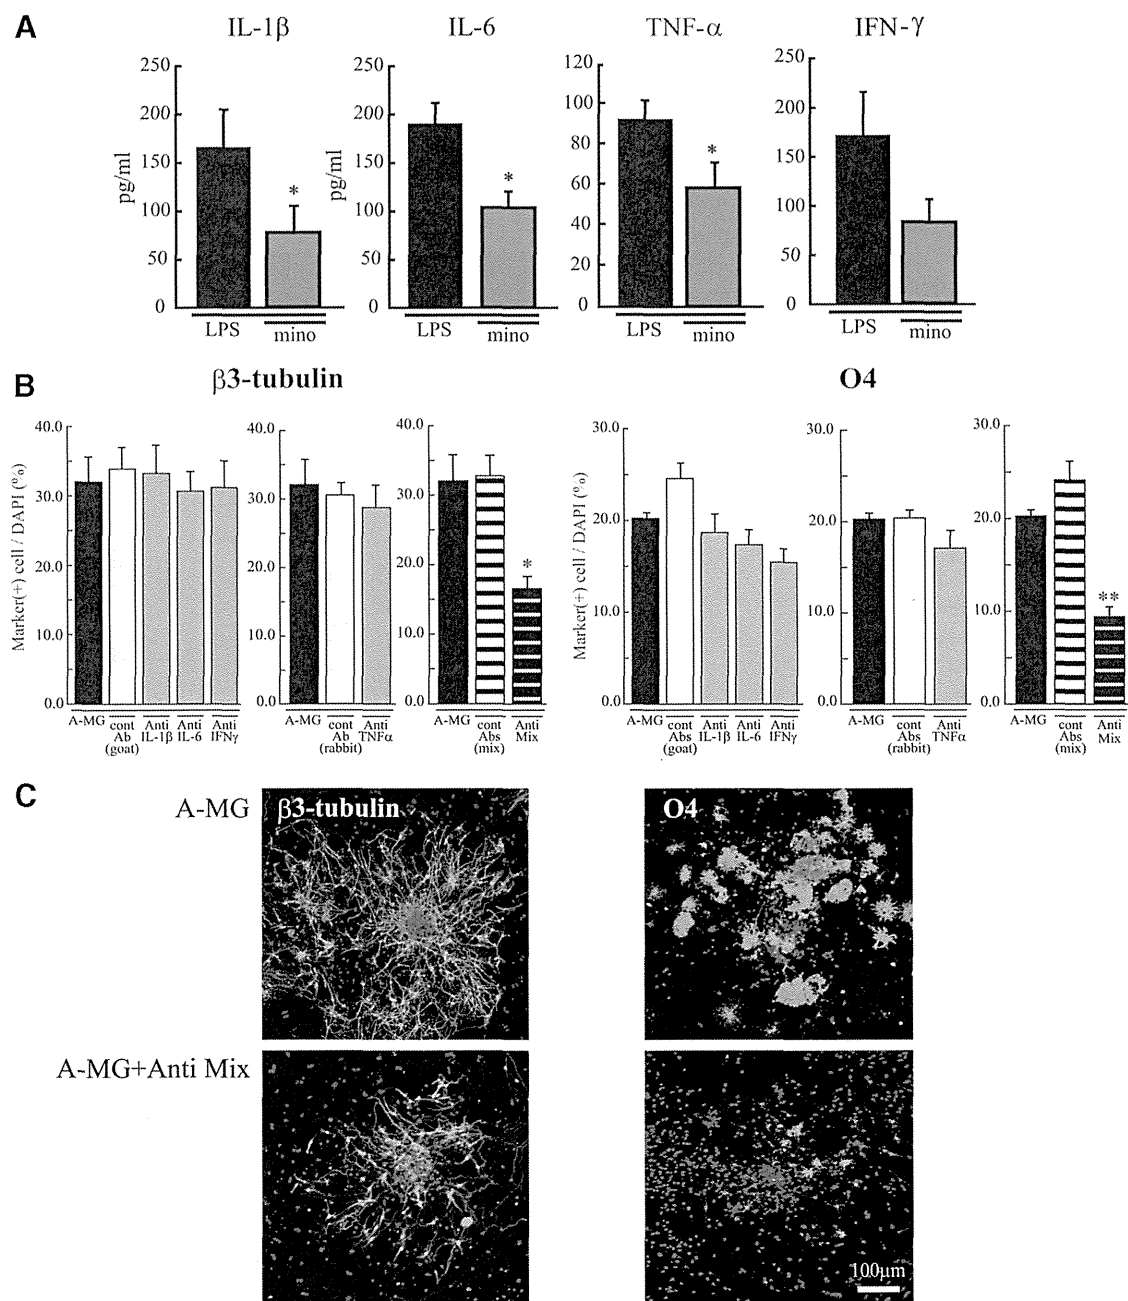 A
IL-1β
IL-6
TNF-α
IFN-γ
pg/ml
250
200
150
100
50
0
LPS
mino
*
pg/ml
250
200
150
100
50
0
LPS
mino
*
120
100
80
60
40
20
0
LPS
mino
*
250
200
150
100
50
0
LPS
mino
B
β3-tubulin
O4
Marker(+) cell / DAPI (%)
40.0
30.0
20.0
10.0
0.0
A-MG
cont Ab (goat)
Anti IL-1β
Anti IL-6
Anti IFNγ
40.0
30.0
20.0
10.0
0.0
A-MG
cont Ab (rabbit)
Anti TNFα
40.0
30.0
20.0
10.0
0.0
*
A-MG
cont Abs (mix)
Anti Mix
Marker(+) cell / DAPI (%)
30.0
20.0
10.0
0.0
A-MG
cont Abs (goat)
Anti IL-1β
Anti IL-6
Anti IFNγ
30.0
20.0
10.0
0.0
A-MG
cont Abs (rabbit)
Anti TNFα
30.0
20.0
10.0
0.0
**
A-MG
cont Abs (mix)
Anti Mix
C
A-MG
β3-tubulin
O4
A-MG+Anti Mix
100μm